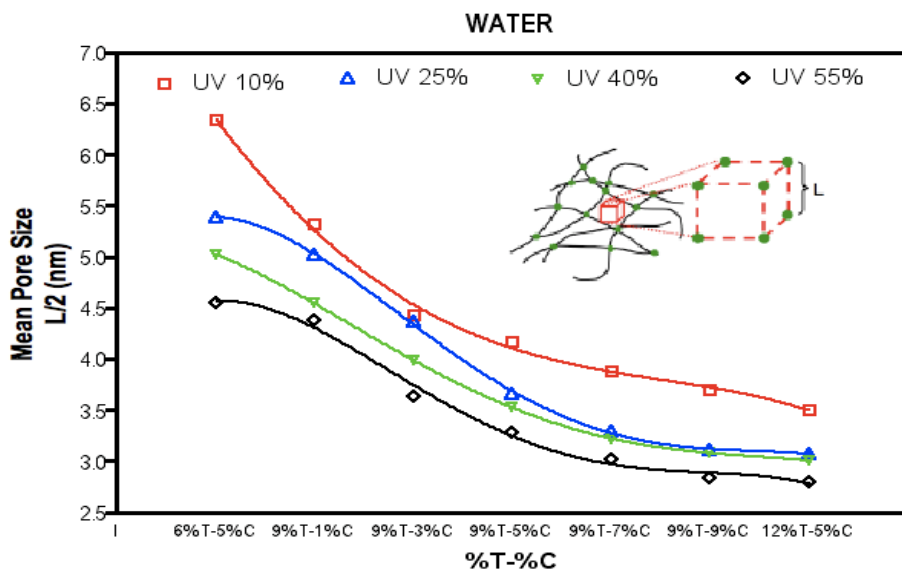 WATER
UV 10%
UV 25%
UV 40%
UV 55%
7.0
6.5
6.0
5.5
5.0
4.5
4.0
3.5
3.0
2.5
Mean Pore Size
L/2 (nm)
L
I
6%T-5%C
9%T-1%C
9%T-3%C
9%T-5%C
9%T-7%C
9%T-9%C
12%T-5%C
%T-%C